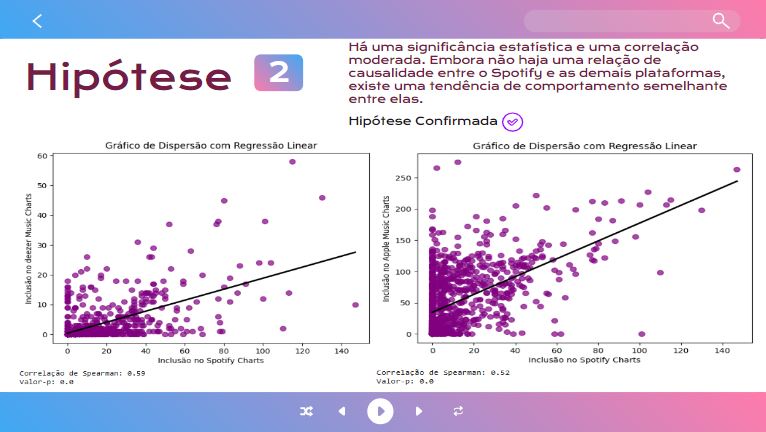 Hipótese 2
Há uma significância estatística e uma correlação
moderada. Embora não haja uma relação de
causalidade entre o Spotify e as demais plataformas,
existe uma tendência de comportamento semelhante
entre elas.
Hipótese Confirmada
Gráfico de Dispersão com Regressão Linear
Inclusão no deezer Music Charts
60
50
40
30
20
10
0
0 20 40 60 80 100 120 140
Inclusão no Spotify Charts
Correlação de Spearman: 0.59
Valor-p: 0.0
Gráfico de Dispersão com Regressão Linear
Inclusão no Apple Music Charts
250
200
150
100
50
0
0 20 40 60 80 100 120 140
Inclusão no Spotify Charts
Correlação de Spearman: 0.52
Valor-p: 0.0